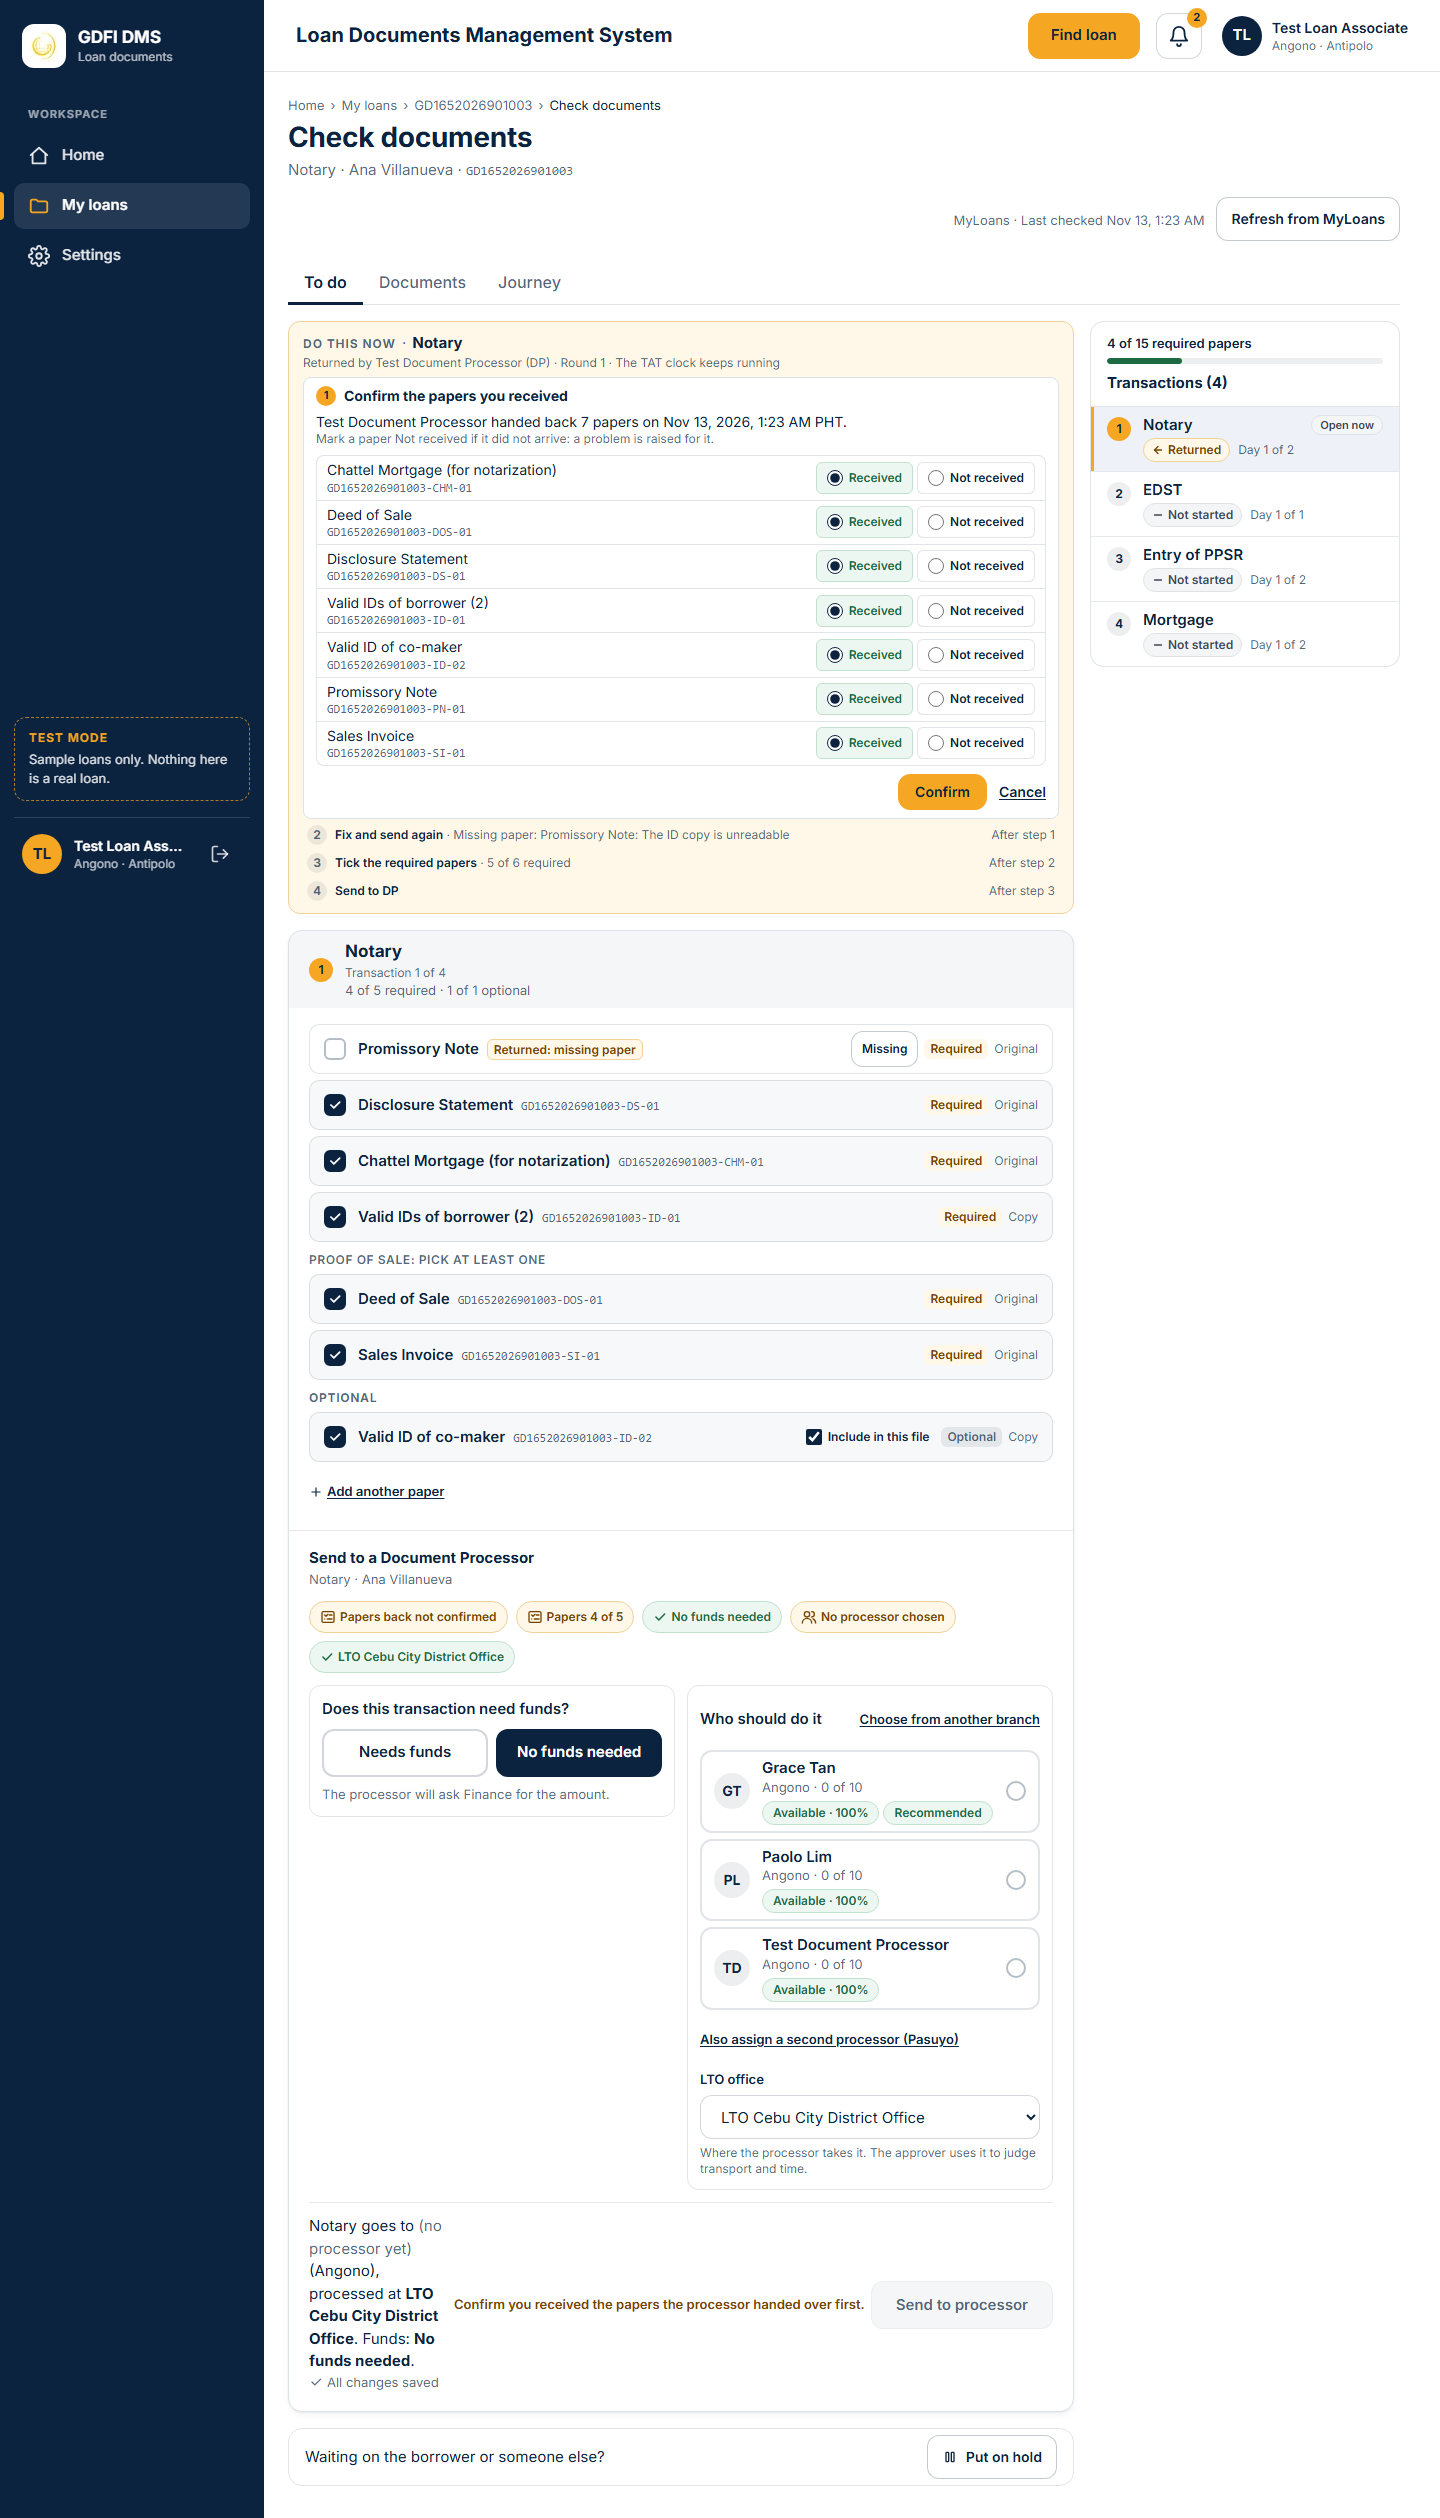 GDFI DMS
Loan documents
WORKSPACE
Home
My loans
Settings
TEST MODE
Sample loans only. Nothing here
is a real loan.
TL
Test Loan Ass...
Angono · Antipolo
Loan Documents Management System
Find loan
2
TL
Test Loan Associate
Angono · Antipolo
Home › My loans › GD1652026901003 › Check documents
Check documents
Notary · Ana Villanueva · GD1652026901003
MyLoans · Last checked Nov 13, 1:23 AM
Refresh from MyLoans
To do
Documents
Journey
DO THIS NOW · Notary
Returned by Test Document Processor (DP) · Round 1 · The TAT clock keeps running
1 Confirm the papers you received
Test Document Processor handed back 7 papers on Nov 13, 2026, 1:23 AM PHT.
Mark a paper Not received if it did not arrive: a problem is raised for it.
Chattel Mortgage (for notarization)
GD1652026901003-CHM-01
Received
Not received
Deed of Sale
GD1652026901003-DOS-01
Received
Not received
Disclosure Statement
GD1652026901003-DS-01
Received
Not received
Valid IDs of borrower (2)
GD1652026901003-ID-01
Received
Not received
Valid ID of co-maker
GD1652026901003-ID-02
Received
Not received
Promissory Note
GD1652026901003-PN-01
Received
Not received
Sales Invoice
GD1652026901003-SI-01
Received
Not received
Confirm
Cancel
2 Fix and send again · Missing paper: Promissory Note: The ID copy is unreadable
After step 1
3 Tick the required papers · 5 of 6 required
After step 2
4 Send to DP
After step 3
4 of 15 required papers
Transactions (4)
1
Notary
Open now
← Returned
Day 1 of 2
2
EDST
– Not started
Day 1 of 1
3
Entry of PPSR
– Not started
Day 1 of 2
4
Mortgage
– Not started
Day 1 of 2
1
Notary
Transaction 1 of 4
4 of 5 required · 1 of 1 optional
Promissory Note
Returned: missing paper
Missing
Required
Original
Disclosure Statement
GD1652026901003-DS-01
Required
Original
Chattel Mortgage (for notarization)
GD1652026901003-CHM-01
Required
Original
Valid IDs of borrower (2)
GD1652026901003-ID-01
Required
Copy
PROOF OF SALE: PICK AT LEAST ONE
Deed of Sale
GD1652026901003-DOS-01
Required
Original
Sales Invoice
GD1652026901003-SI-01
Required
Original
OPTIONAL
Valid ID of co-maker
GD1652026901003-ID-02
Include in this file
Optional
Copy
+ Add another paper
Send to a Document Processor
Notary · Ana Villanueva
Papers back not confirmed
Papers 4 of 5
No funds needed
No processor chosen
LTO Cebu City District Office
Does this transaction need funds?
Needs funds
No funds needed
The processor will ask Finance for the amount.
Who should do it
Choose from another branch
GT
Grace Tan
Angono · 0 of 10
Available · 100%
Recommended
PL
Paolo Lim
Angono · 0 of 10
Available · 100%
TD
Test Document Processor
Angono · 0 of 10
Available · 100%
Also assign a second processor (Pasuyo)
LTO office
LTO Cebu City District Office
Where the processor takes it. The approver uses it to judge
transport and time.
Notary goes to (no
processor yet)
(Angono),
processed at LTO
Cebu City District
Office. Funds: No
funds needed.
All changes saved
Confirm you received the papers the processor handed over first.
Send to processor
Waiting on the borrower or someone else?
Put on hold